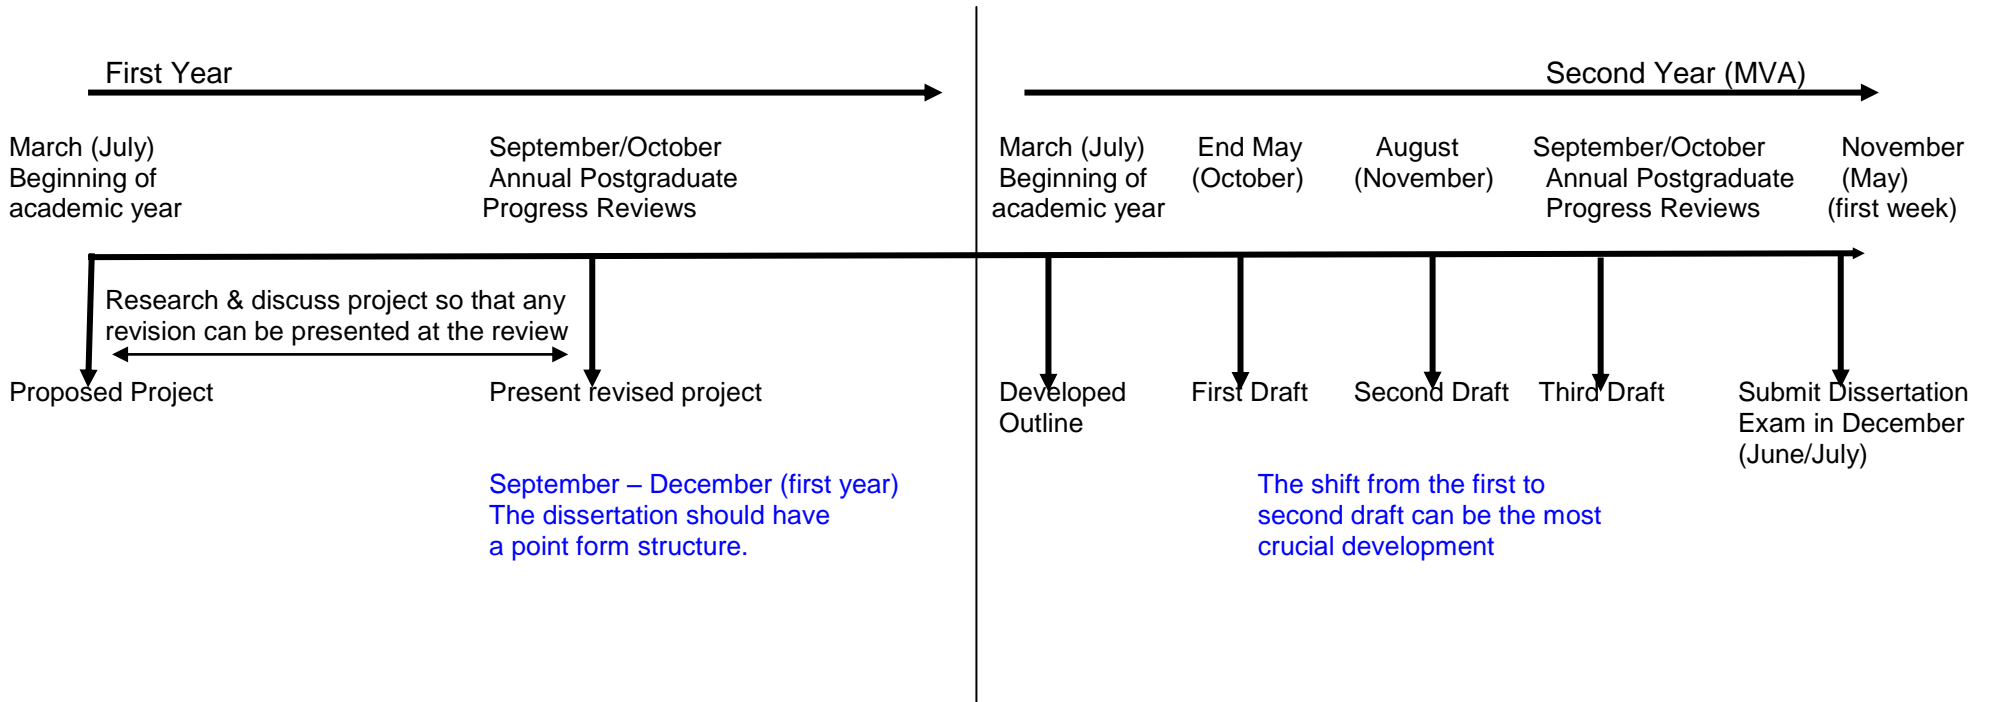 First Year
Second Year (MVA)
March (July)
Beginning of
academic year
September/October
Annual Postgraduate
Progress Reviews
March (July)
Beginning of
academic year
End May
(October)
August
(November)
September/October
Annual Postgraduate
Progress Reviews
November
(May)
(first week)
Research & discuss project so that any
revision can be presented at the review
Proposed Project
Present revised project
Developed
Outline
First Draft
Second Draft
Third Draft
Submit Dissertation
Exam in December
(June/July)
September – December (first year)
The dissertation should have
a point form structure.
The shift from the first to
second draft can be the most
crucial development